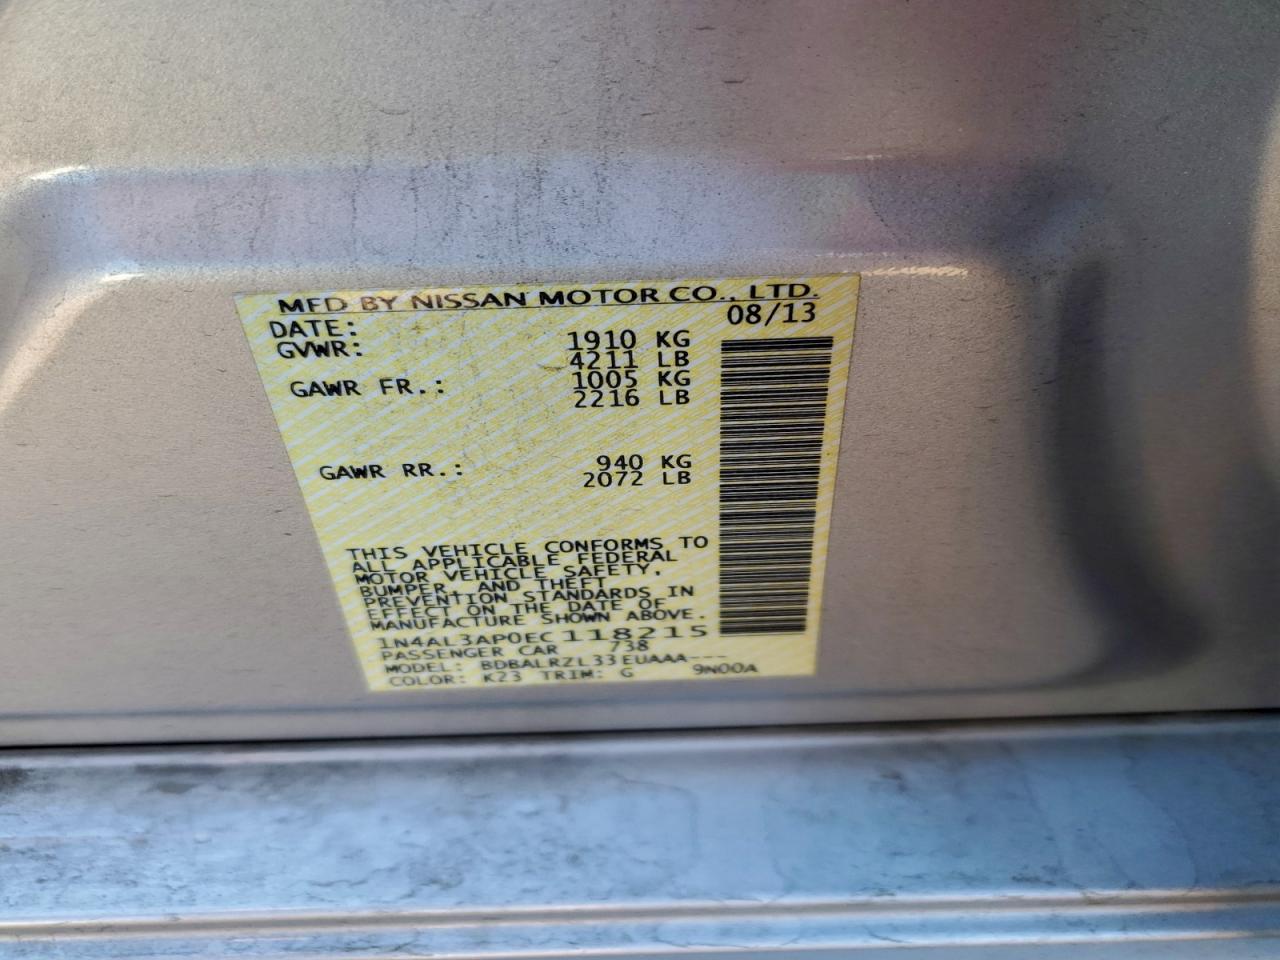 MFD BY NISSAN MOTOR CO., LTD.
DATE: 08/13
GVWR: 1910 KG
4211 LB
GAWR FR.: 1005 KG
2216 LB
GAWR RR.: 940 KG
2072 LB
THIS VEHICLE CONFORMS TO
ALL APPLICABLE FEDERAL
MOTOR VEHICLE SAFETY,
BUMPER, AND THEFT
PREVENTION STANDARDS IN
EFFECT ON THE DATE OF
MANUFACTURE SHOWN ABOVE.
1N4AL3AP0EC118215
PASSENGER CAR 738
MODEL: BDBALRZL33EUAAA---
COLOR: K23 TRIM: G 9N00A